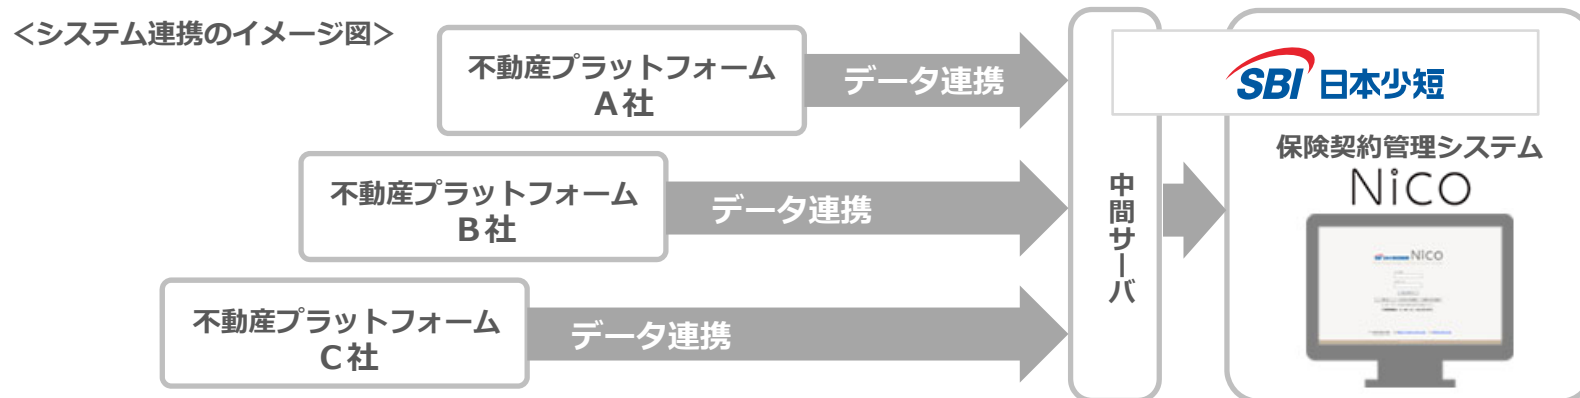 <システム連携のイメージ図>
不動産プラットフォーム
A社
データ連携
不動産プラットフォーム
B社
データ連携
不動産プラットフォーム
C社
データ連携
中間サーバ
SBI日本少短
保険契約管理システム
Nico
Nico